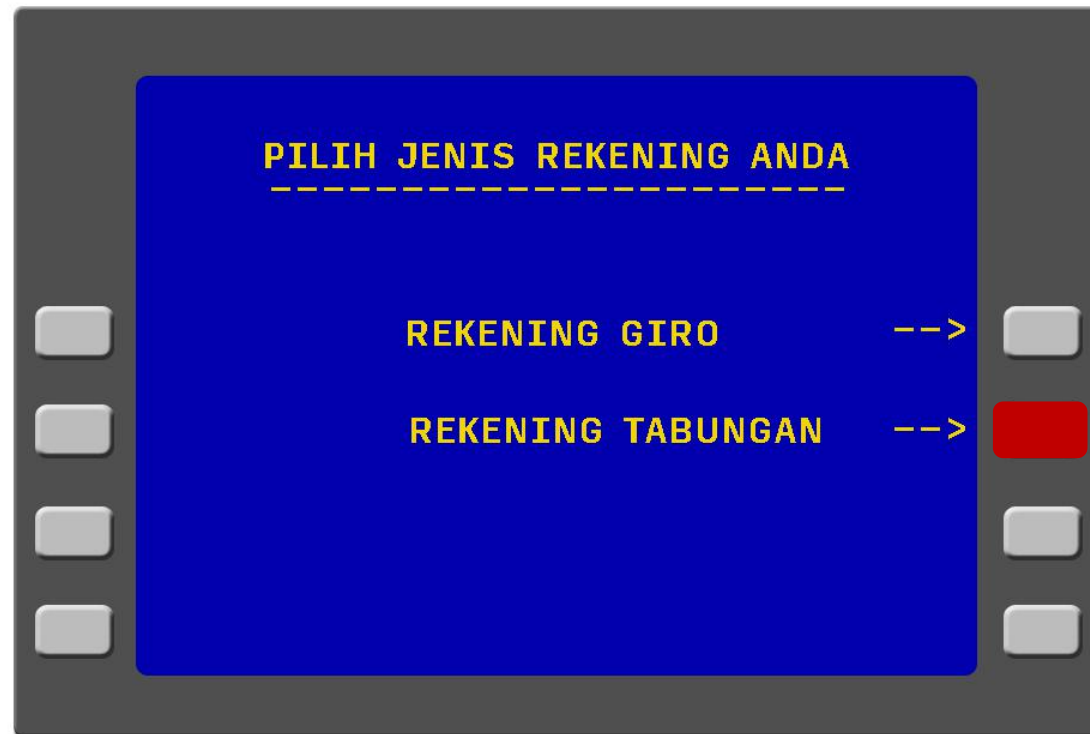 PILIH JENIS REKENING ANDA
----------------------
REKENING GIRO -->
REKENING TABUNGAN -->